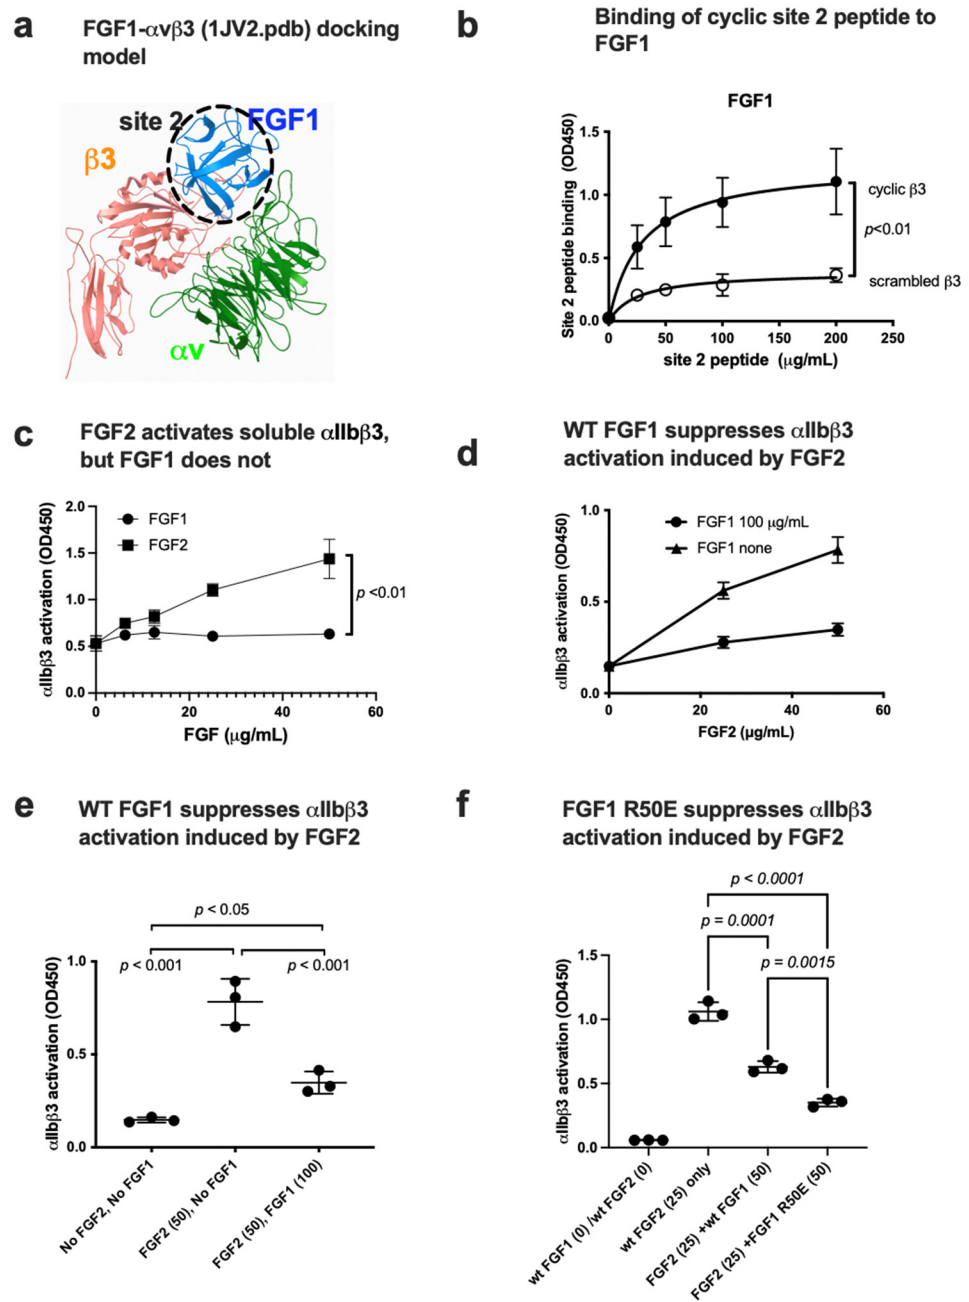 a
FGF1-αvβ3 (1JV2.pdb) docking
model
site 2
FGF1
β3
αv
b
Binding of cyclic site 2 peptide to
FGF1
FGF1
Site 2 peptide binding (OD450)
1.5
1.0
0.5
0.0
0
50
100
150
200
250
site 2 peptide (μg/mL)
cyclic β3
p<0.01
scrambled β3
c
FGF2 activates soluble αIIbβ3,
but FGF1 does not
αIIbβ3 activation (OD450)
2.0
1.5
1.0
0.5
0.0
FGF1
FGF2
p <0.01
0
20
40
60
FGF (μg/mL)
d
WT FGF1 suppresses αIIbβ3
activation induced by FGF2
αIIbβ3 activation (OD450)
1.0
0.5
0.0
FGF1 100 μg/mL
FGF1 none
0
20
40
60
FGF2 (μg/mL)
e
WT FGF1 suppresses αIIbβ3
activation induced by FGF2
p < 0.05
p < 0.001
p < 0.001
αIIbβ3 activation (OD450)
1.0
0.5
0.0
No FGF2, No FGF1
FGF2 (50), No FGF1
FGF2 (50), FGF1 (100)
f
FGF1 R50E suppresses αIIbβ3
activation induced by FGF2
p < 0.0001
p = 0.0001
p = 0.0015
αIIbβ3 activation (OD450)
1.5
1.0
0.5
0.0
wt FGF1 (0) /wt FGF2 (0)
wt FGF2 (25) only
FGF2 (25) +wt FGF1 (50)
FGF2 (25) +FGF1 R50E (50)